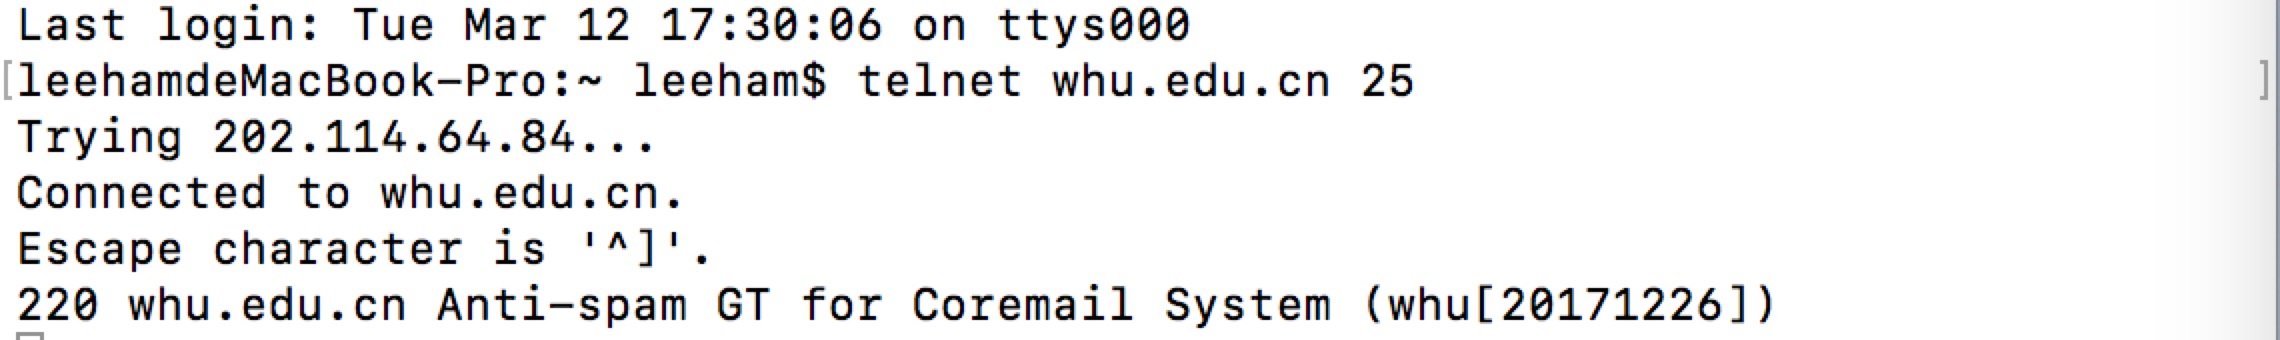 Last login: Tue Mar 12 17:30:06 on ttys000
[leehamdeMacBook-Pro:~ leeham$ telnet whu.edu.cn 25 ]
Trying 202.114.64.84...
Connected to whu.edu.cn.
Escape character is '^]'.
220 whu.edu.cn Anti-spam GT for Coremail System (whu[20171226])